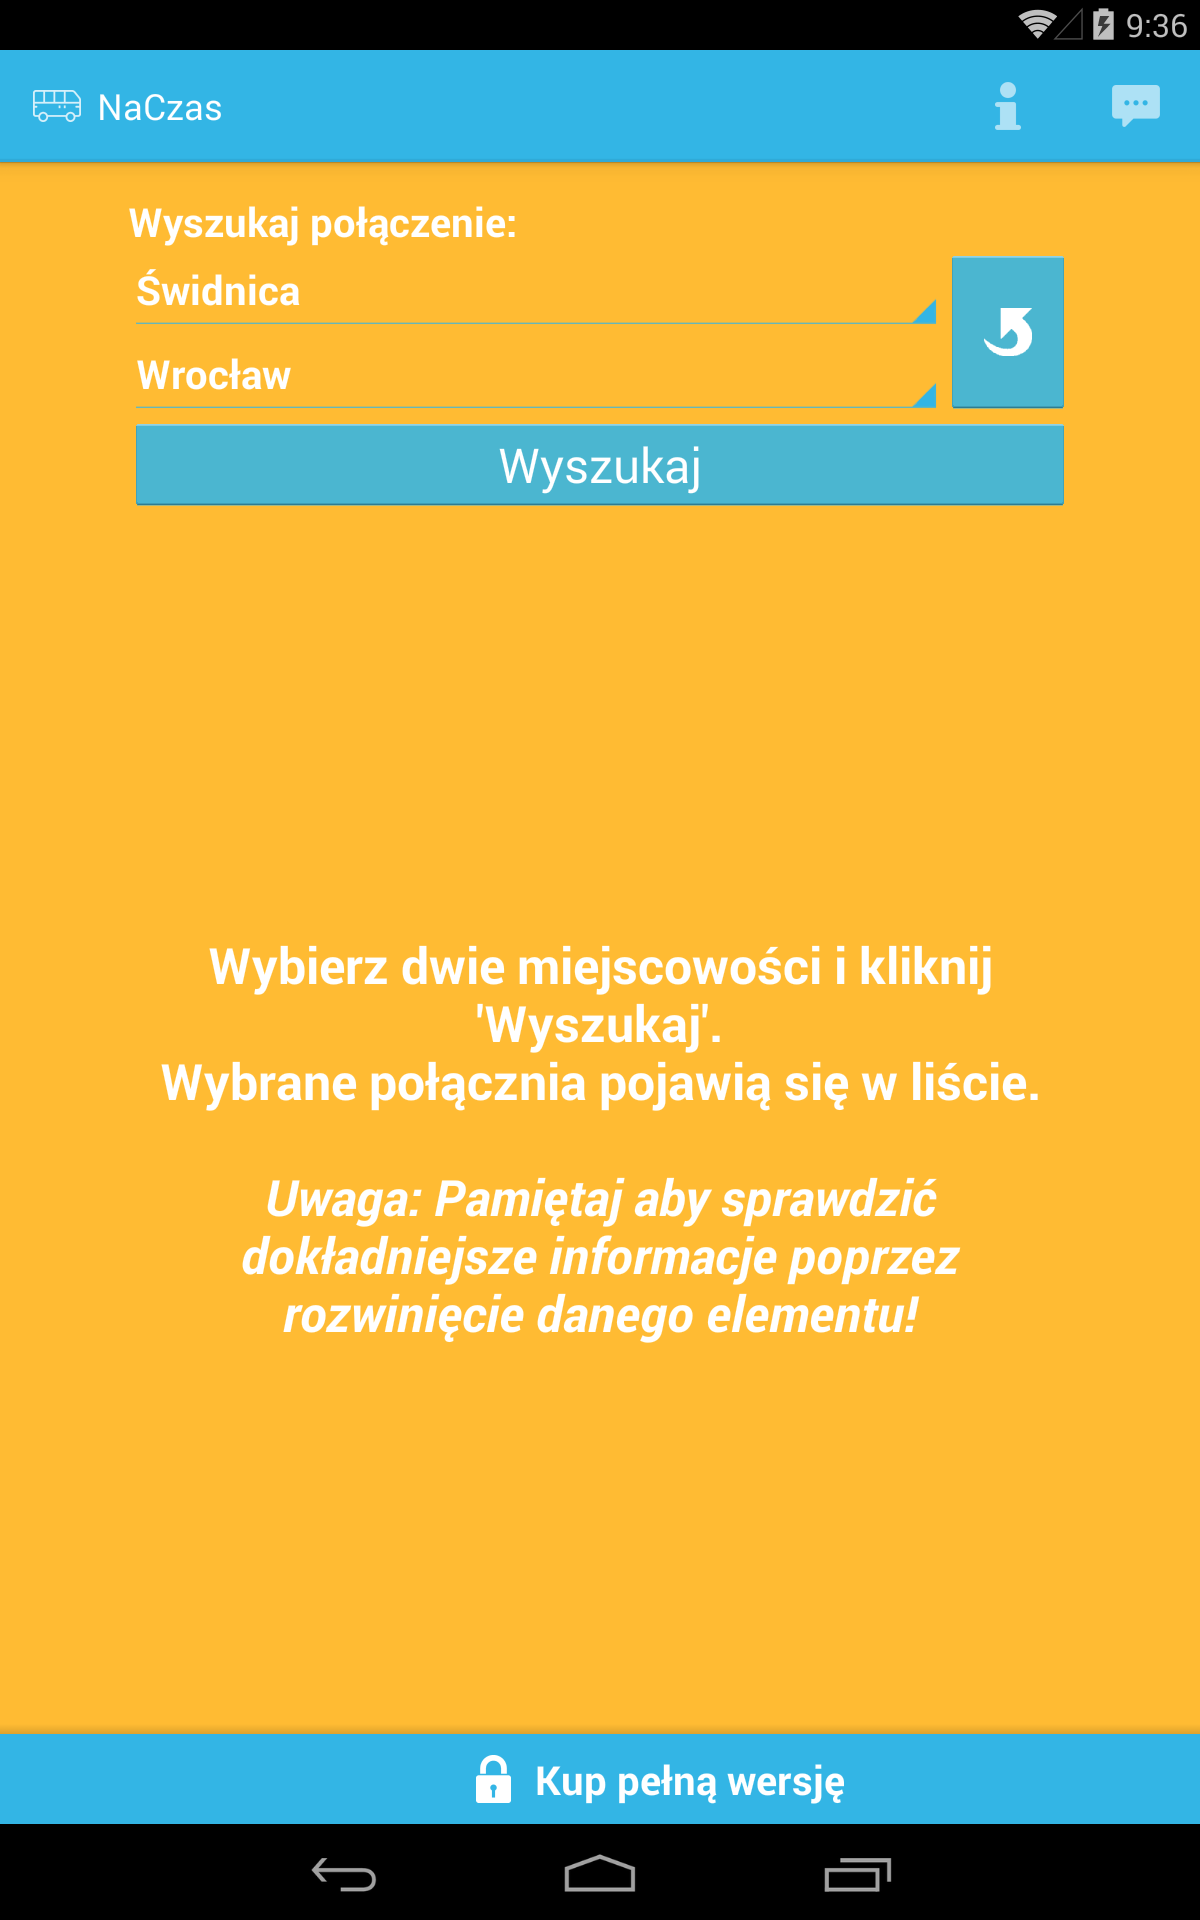 9:36
NaCzas
Wyszukaj połączenie:
Świdnica
Wrocław
Wyszukaj
Wybierz dwie miejscowości i kliknij
'Wyszukaj'.
Wybrane połącznia pojawią się w liście.
Uwaga: Pamiętaj aby sprawdzić
dokładniejsze informacje poprzez
rozwinięcie danego elementu!
Kup pełną wersję